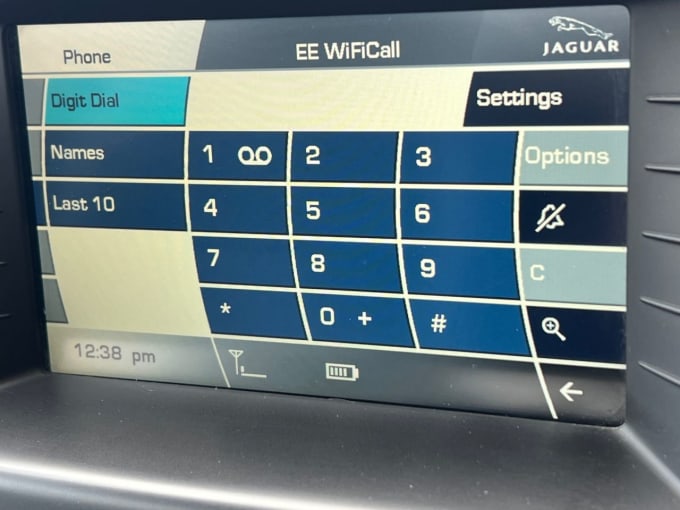 Phone
EE WiFiCall
JAGUAR
Digit Dial
Settings
Names
1
2
3
Options
Last 10
4
5
6
7
8
9
C
*
0 +
#
12:38 pm